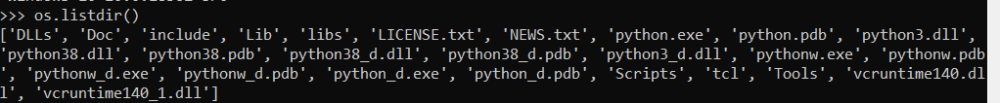 >>> os.listdir()
['DLLs', 'Doc', 'include', 'Lib', 'libs', 'LICENSE.txt', 'NEWS.txt', 'python.exe', 'python.pdb', 'python3.dll',
'python38.dll', 'python38.pdb', 'python38_d.dll', 'python38_d.pdb', 'python3_d.dll', 'pythonw.exe', 'pythonw.pdb
', 'pythonw_d.exe', 'pythonw_d.pdb', 'python_d.exe', 'python_d.pdb', 'Scripts', 'tcl', 'Tools', 'vcruntime140.dl
l', 'vcruntime140_1.dll']